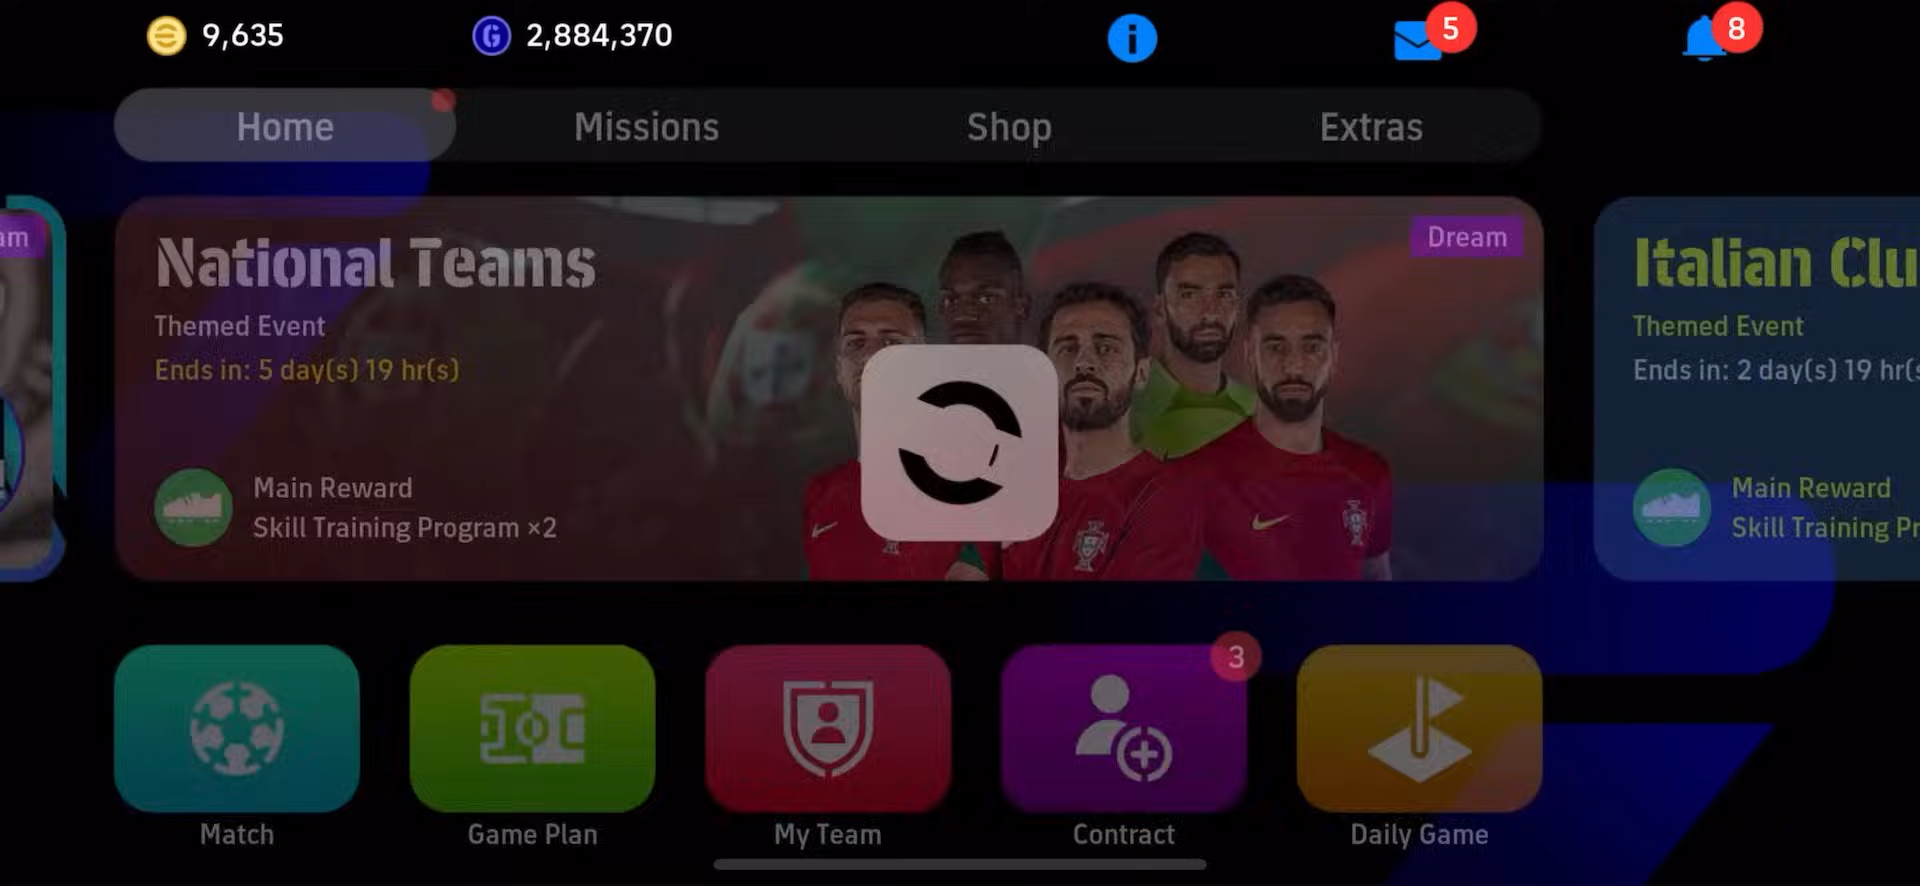 9,635
2,884,370
5
8
Home
Missions
Shop
Extras
am
National Teams
Dream
Themed Event
Ends in: 5 day(s) 19 hr(s)
Main Reward
Skill Training Program ×2
Italian Clu
Themed Event
Ends in: 2 day(s) 19 hr(s
Main Reward
Skill Training Pr
3
Match
Game Plan
My Team
Contract
Daily Game